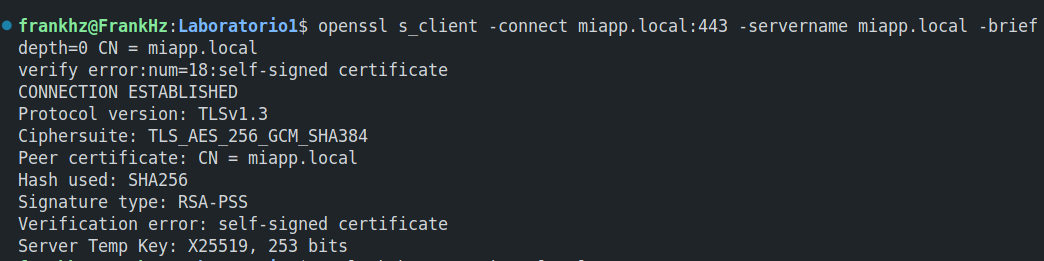 frankhz@FrankHz:Laboratorio1$ openssl s_client -connect miapp.local:443 -servername miapp.local -brief
depth=0 CN = miapp.local
verify error:num=18:self-signed certificate
CONNECTION ESTABLISHED
Protocol version: TLSv1.3
Ciphersuite: TLS_AES_256_GCM_SHA384
Peer certificate: CN = miapp.local
Hash used: SHA256
Signature type: RSA-PSS
Verification error: self-signed certificate
Server Temp Key: X25519, 253 bits